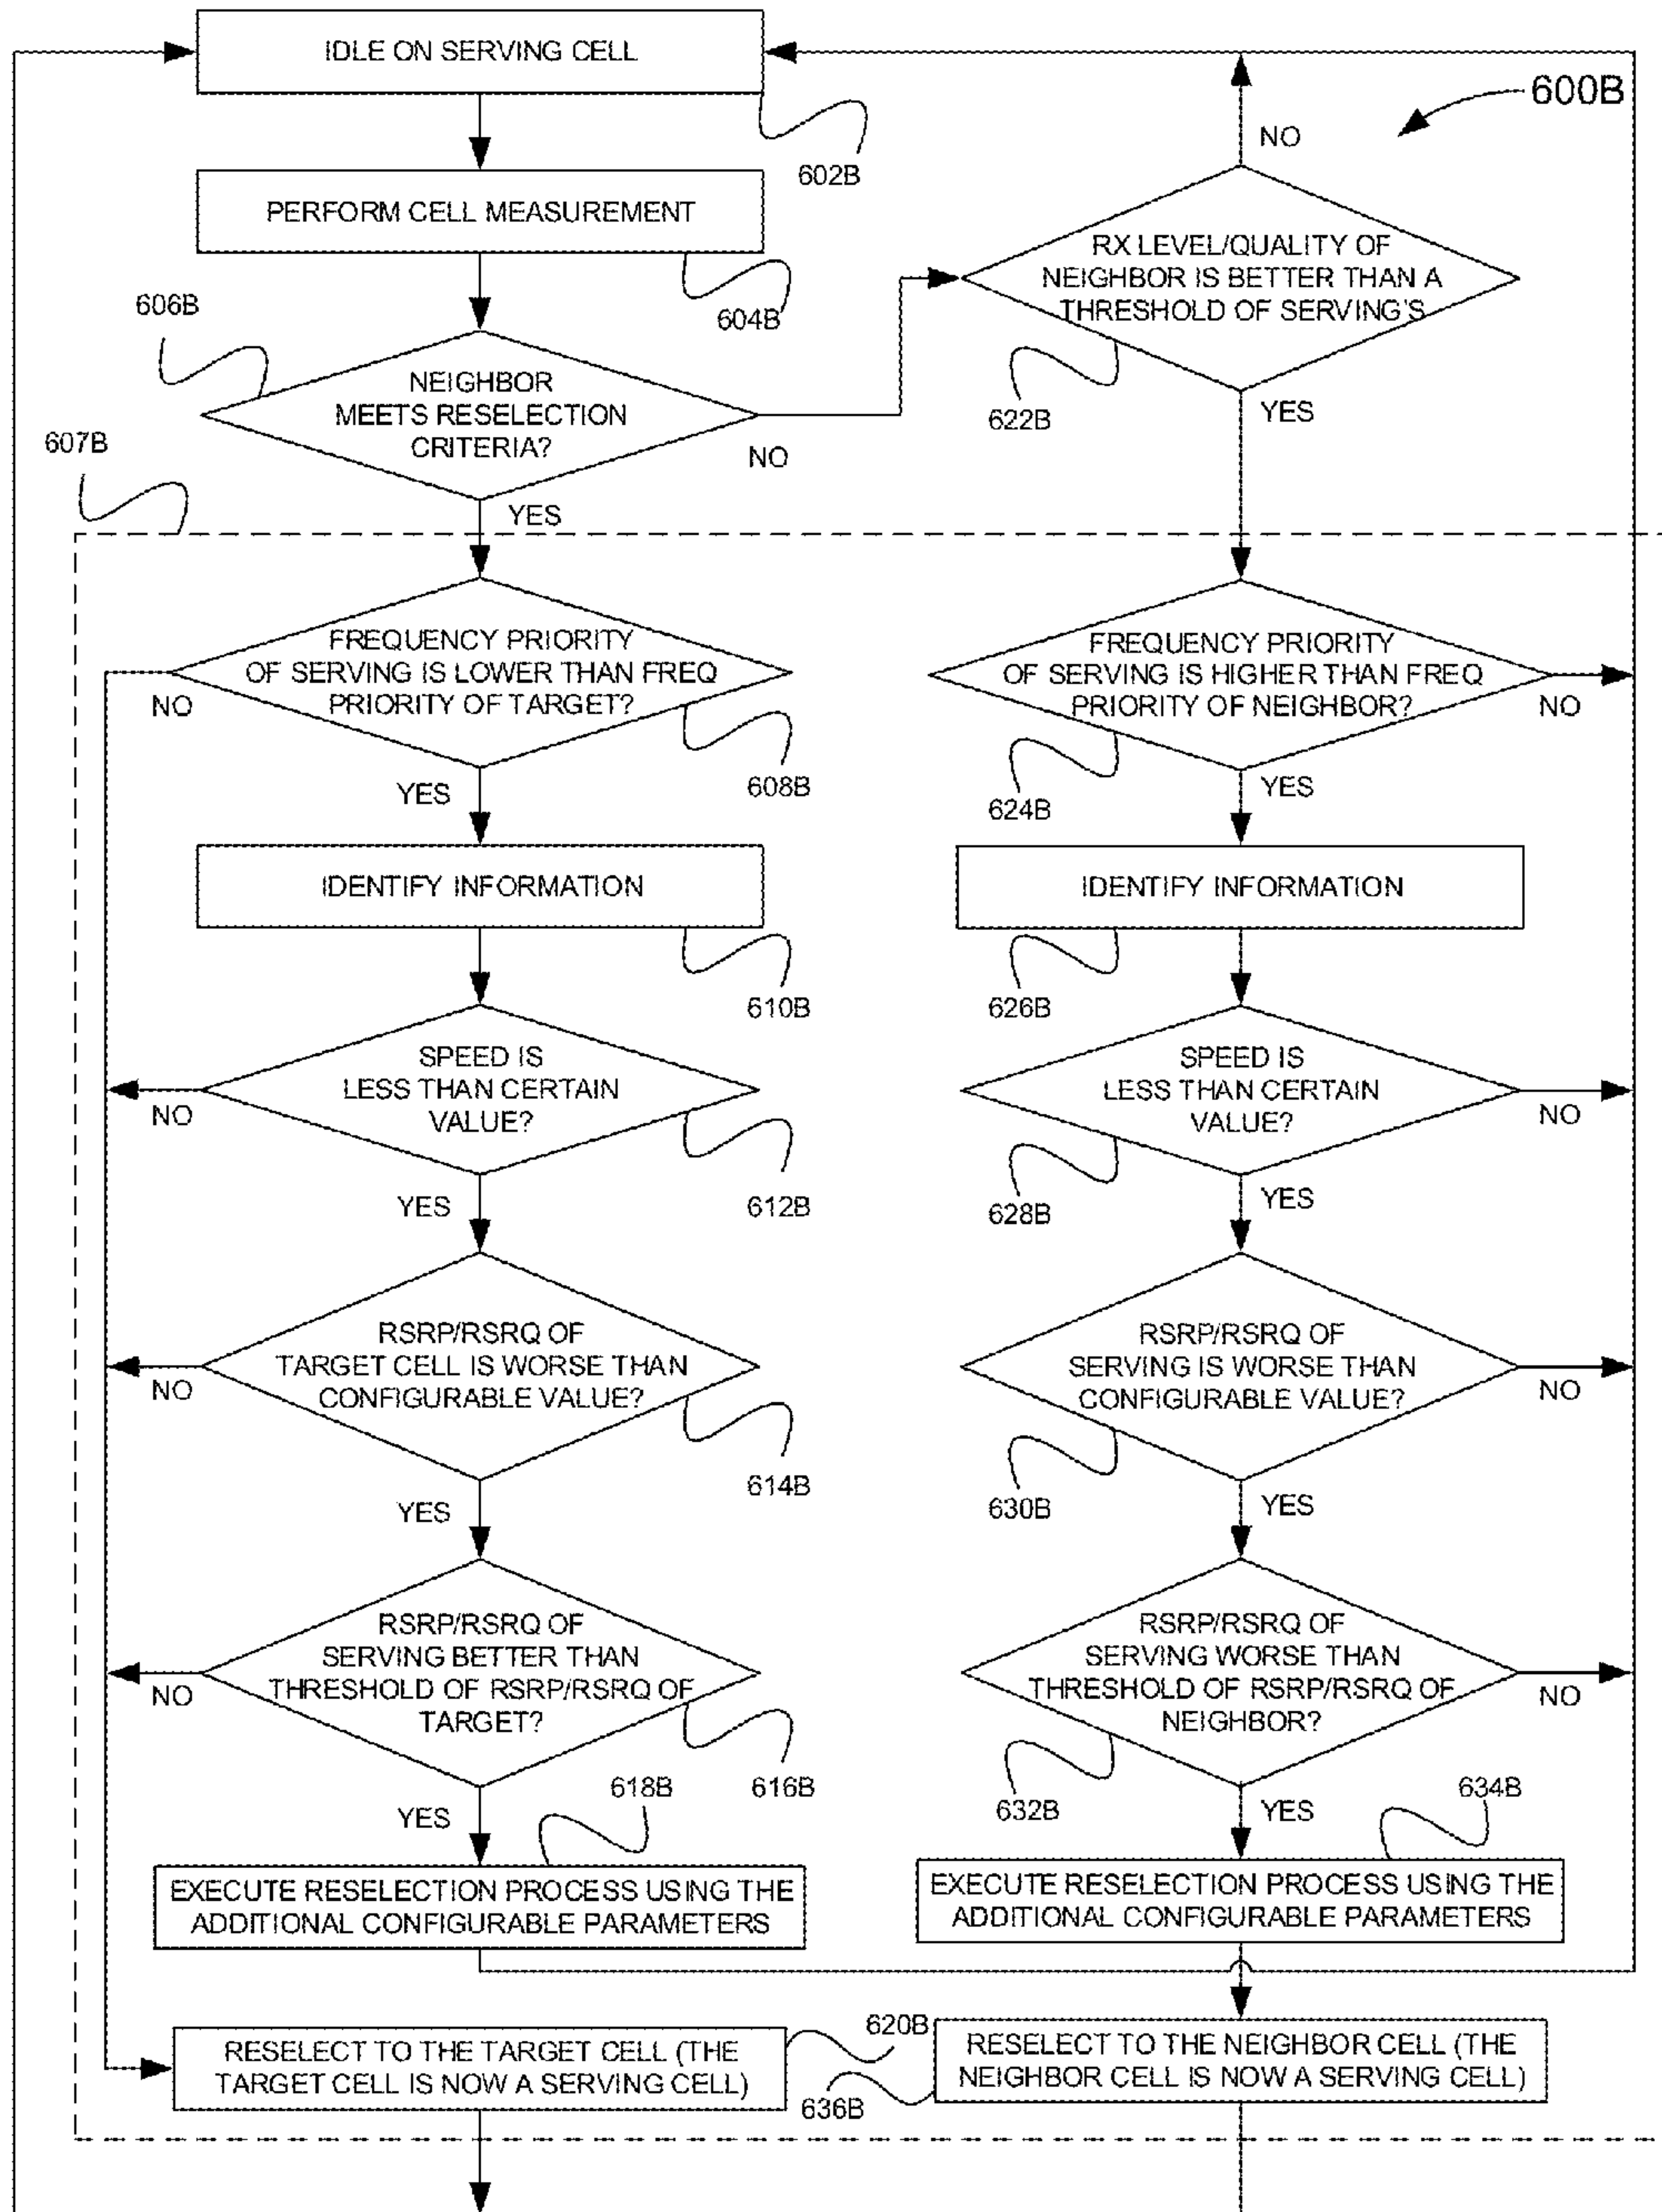 IDLE ON SERVING CELL
600B
NO
602B
PERFORM CELL MEASUREMENT
RX LEVEL/QUALITY OF
NEIGHBOR IS BETTER THAN A
THRESHOLD OF SERVING'S
604B
606B
NEIGHBOR
MEETS RESELECTION
CRITERIA?
NO
YES
622B
YES
607B
FREQUENCY PRIORITY
OF SERVING IS LOWER THAN FREQ
PRIORITY OF TARGET?
NO
YES
608B
FREQUENCY PRIORITY
OF SERVING IS HIGHER THAN FREQ
PRIORITY OF NEIGHBOR?
NO
YES
624B
IDENTIFY INFORMATION
610B
IDENTIFY INFORMATION
626B
SPEED IS
LESS THAN CERTAIN
VALUE?
NO
YES
612B
SPEED IS
LESS THAN CERTAIN
VALUE?
NO
YES
628B
RSRP/RSRQ OF
TARGET CELL IS WORSE THAN
CONFIGURABLE VALUE?
NO
YES
614B
RSRP/RSRQ OF
SERVING IS WORSE THAN
CONFIGURABLE VALUE?
NO
YES
630B
RSRP/RSRQ OF
SERVING BETTER THAN
THRESHOLD OF RSRP/RSRQ OF
TARGET?
NO
YES
616B
RSRP/RSRQ OF
SERVING WORSE THAN
THRESHOLD OF RSRP/RSRQ OF
NEIGHBOR?
NO
YES
632B
618B
EXECUTE RESELECTION PROCESS USING THE
ADDITIONAL CONFIGURABLE PARAMETERS
634B
EXECUTE RESELECTION PROCESS USING THE
ADDITIONAL CONFIGURABLE PARAMETERS
RESELECT TO THE TARGET CELL (THE
TARGET CELL IS NOW A SERVING CELL)
620B
RESELECT TO THE NEIGHBOR CELL (THE
NEIGHBOR CELL IS NOW A SERVING CELL)
636B